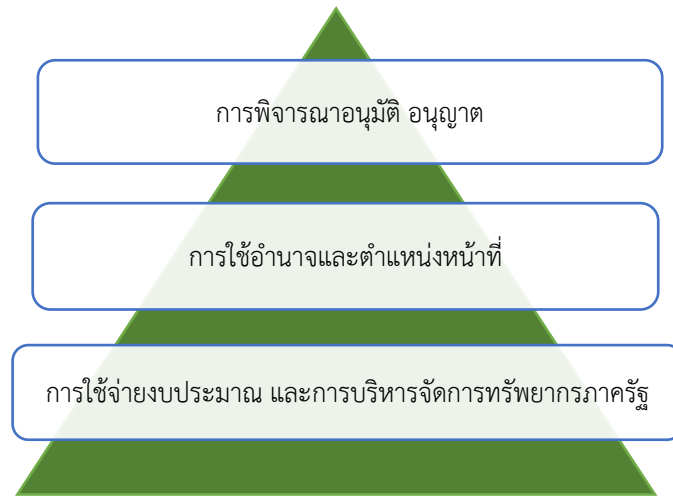 การพิจารณาอนุมัติ อนุญาต
การใช้อำนาจและตำแหน่งหน้าที่
การใช้จ่ายงบประมาณ และการบริหารจัดการทรัพยากรภาครัฐ